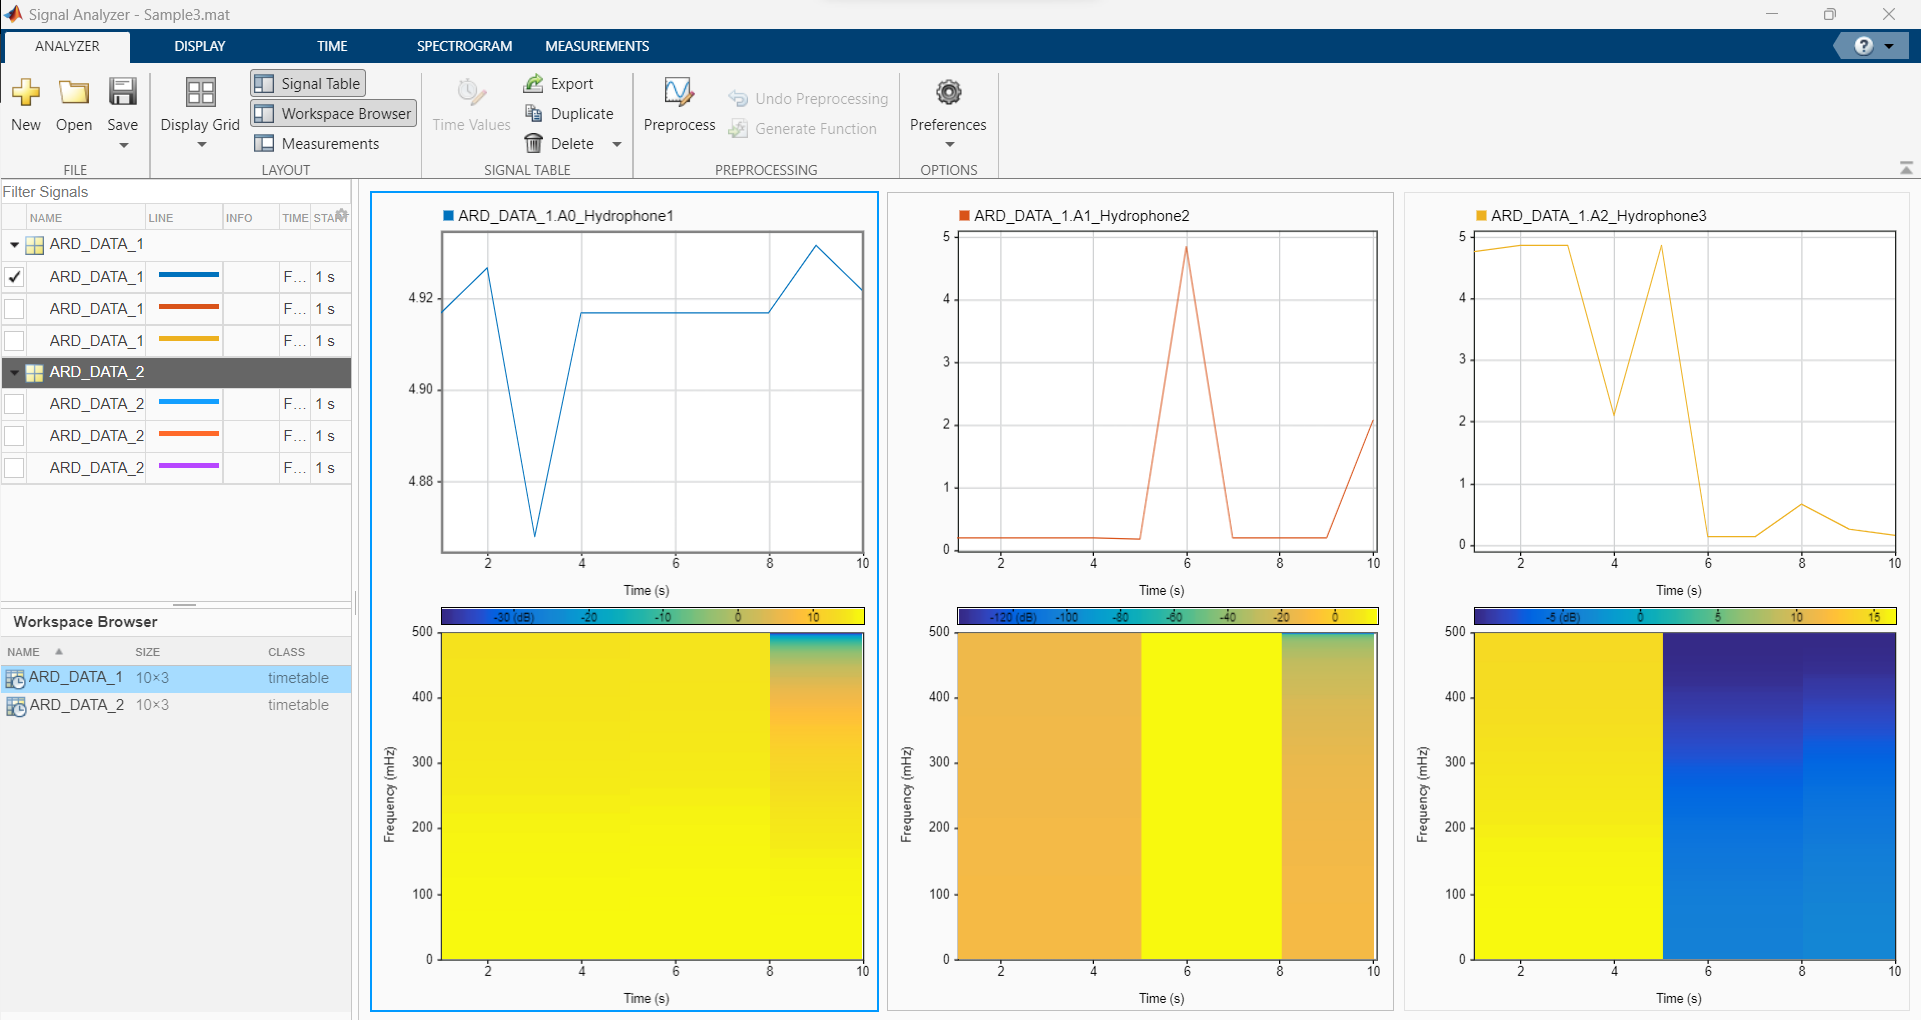 Signal Analyzer - Sample3.mat
ANALYZER DISPLAY TIME SPECTROGRAM MEASUREMENTS
?
New Open Save
Display Grid
Signal Table
Workspace Browser
Measurements
Time Values
Export
Duplicate
Delete
Preprocess
Undo Preprocessing
Generate Function
Preferences
FILE LAYOUT SIGNAL TABLE PREPROCESSING OPTIONS
Filter Signals
NAME LINE INFO TIME START
ARD_DATA_1
ARD_DATA_1 F... 1 s
ARD_DATA_1 F... 1 s
ARD_DATA_1 F... 1 s
ARD_DATA_2
ARD_DATA_2 F... 1 s
ARD_DATA_2 F... 1 s
ARD_DATA_2 F... 1 s
Workspace Browser
NAME SIZE CLASS
ARD_DATA_1 10×3 timetable
ARD_DATA_2 10×3 timetable
ARD_DATA_1.A0_Hydrophone1
4.92
4.90
4.88
2 4 6 8 10
Time (s)
-30 (dB) -20 -10 0 10
500
400
300
200
100
0
Frequency (mHz)
2 4 6 8 10
Time (s)
ARD_DATA_1.A1_Hydrophone2
5
4
3
2
1
0
2 4 6 8 10
Time (s)
-120 (dB) -100 -80 -60 -40 -20 0
500
400
300
200
100
0
Frequency (mHz)
2 4 6 8 10
Time (s)
ARD_DATA_1.A2_Hydrophone3
5
4
3
2
1
0
2 4 6 8 10
Time (s)
-5 (dB) 0 5 10 15
500
400
300
200
100
0
Frequency (mHz)
2 4 6 8 10
Time (s)